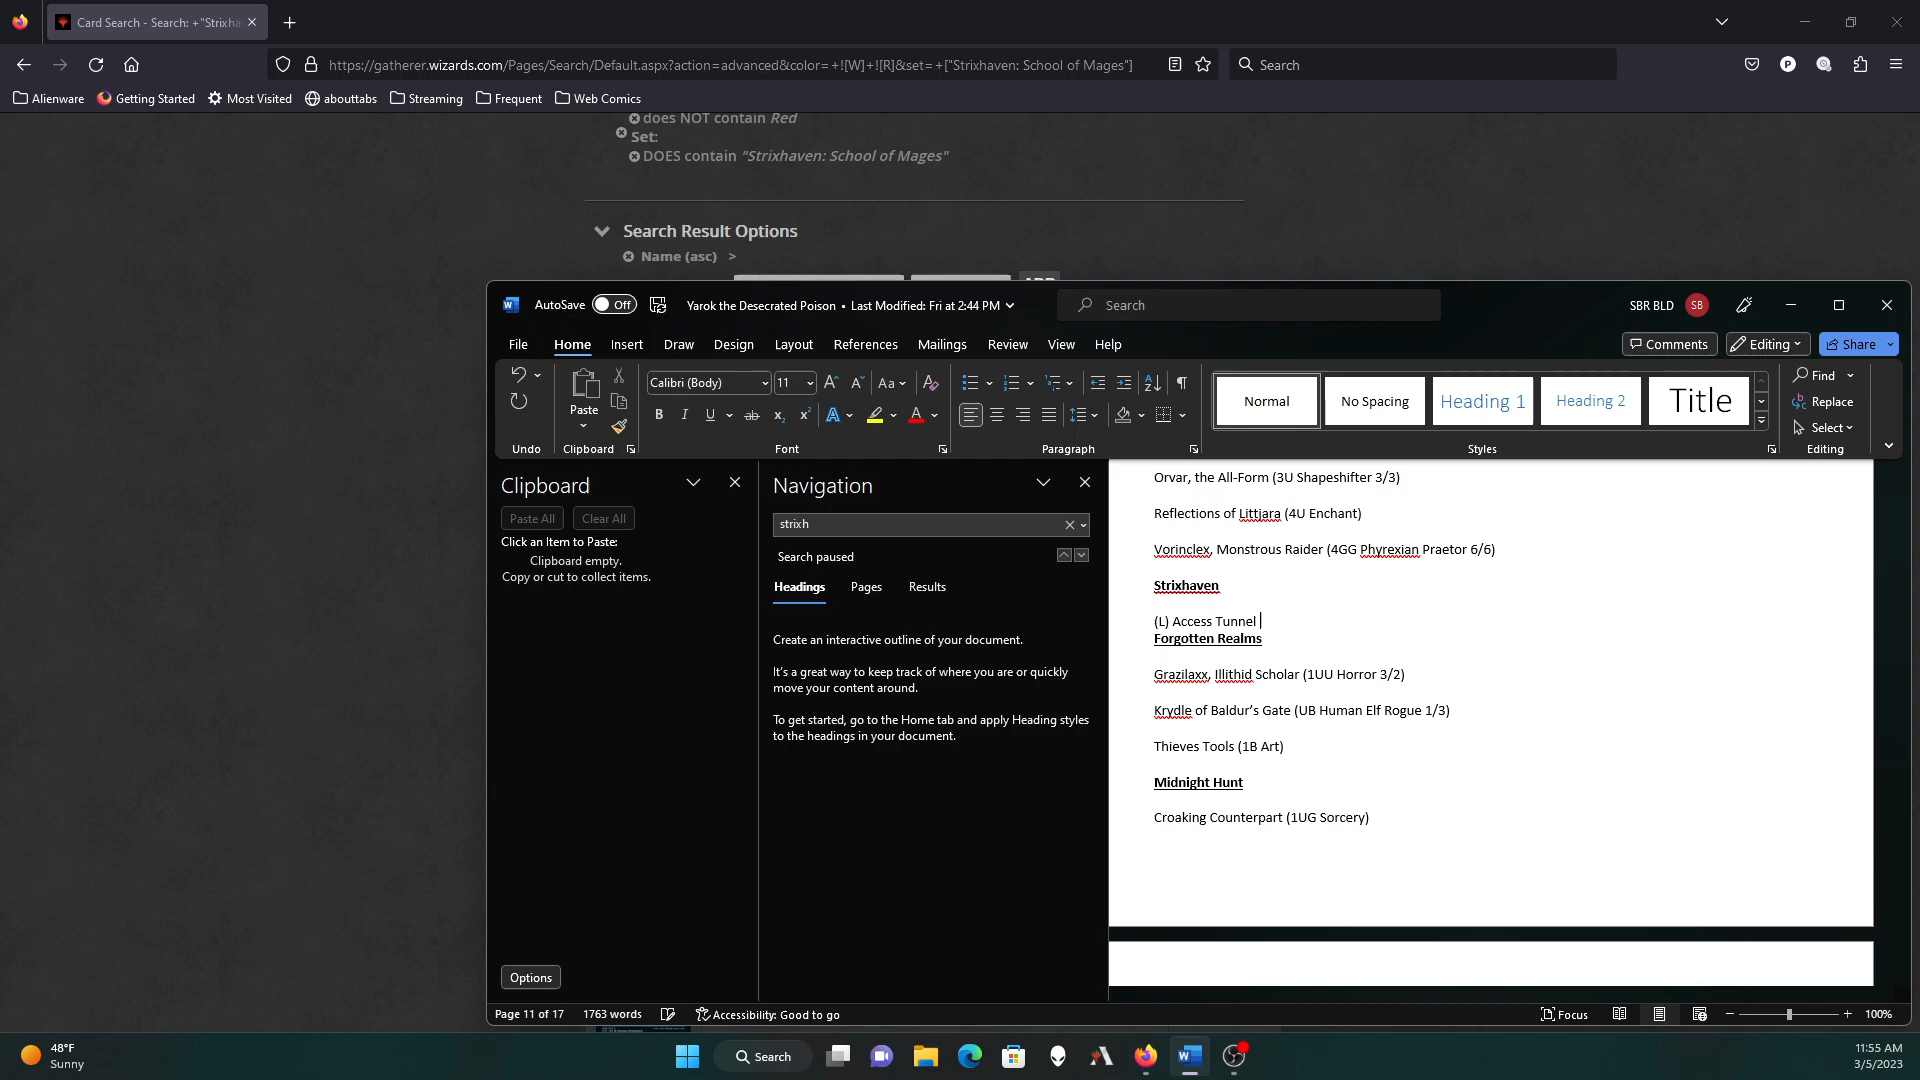 Card Search - Search: +"Strixha
https://gatherer.wizards.com/Pages/Search/Default.aspx?action=advanced&color=+![W]+![R]&set=+["Strixhaven: School of Mages"]
Search
Alienware
Getting Started
Most Visited
abouttabs
Streaming
Frequent
Web Comics
does NOT contain Red
Set:
DOES contain "Strixhaven: School of Mages"
Search Result Options
Name (asc) >
AutoSave Off
Yarok the Desecrated Poison • Last Modified: Fri at 2:44 PM
Search
SBR BLD SB
File Home Insert Draw Design Layout References Mailings Review View Help
Comments Editing Share
Calibri (Body) 11
Paste
Normal No Spacing Heading 1 Heading 2 Title
Find
Replace
Select
Undo Clipboard Font Paragraph Styles Editing
Clipboard
Paste All Clear All
Click an Item to Paste:
Clipboard empty.
Copy or cut to collect items.
Options
Navigation
strixh
Search paused
Headings Pages Results
Create an interactive outline of your document.
It's a great way to keep track of where you are or quickly
move your content around.
To get started, go to the Home tab and apply Heading styles
to the headings in your document.
Orvar, the All-Form (3U Shapeshifter 3/3)
Reflections of Littjara (4U Enchant)
Vorinclex, Monstrous Raider (4GG Phyrexian Praetor 6/6)
Strixhaven
(L) Access Tunnel
Forgotten Realms
Grazilaxx, Illithid Scholar (1UU Horror 3/2)
Krydle of Baldur's Gate (UB Human Elf Rogue 1/3)
Thieves Tools (1B Art)
Midnight Hunt
Croaking Counterpart (1UG Sorcery)
Page 11 of 17
1763 words
Accessibility: Good to go
Focus
100%
48°F
Sunny
Search
11:55 AM
3/5/2023